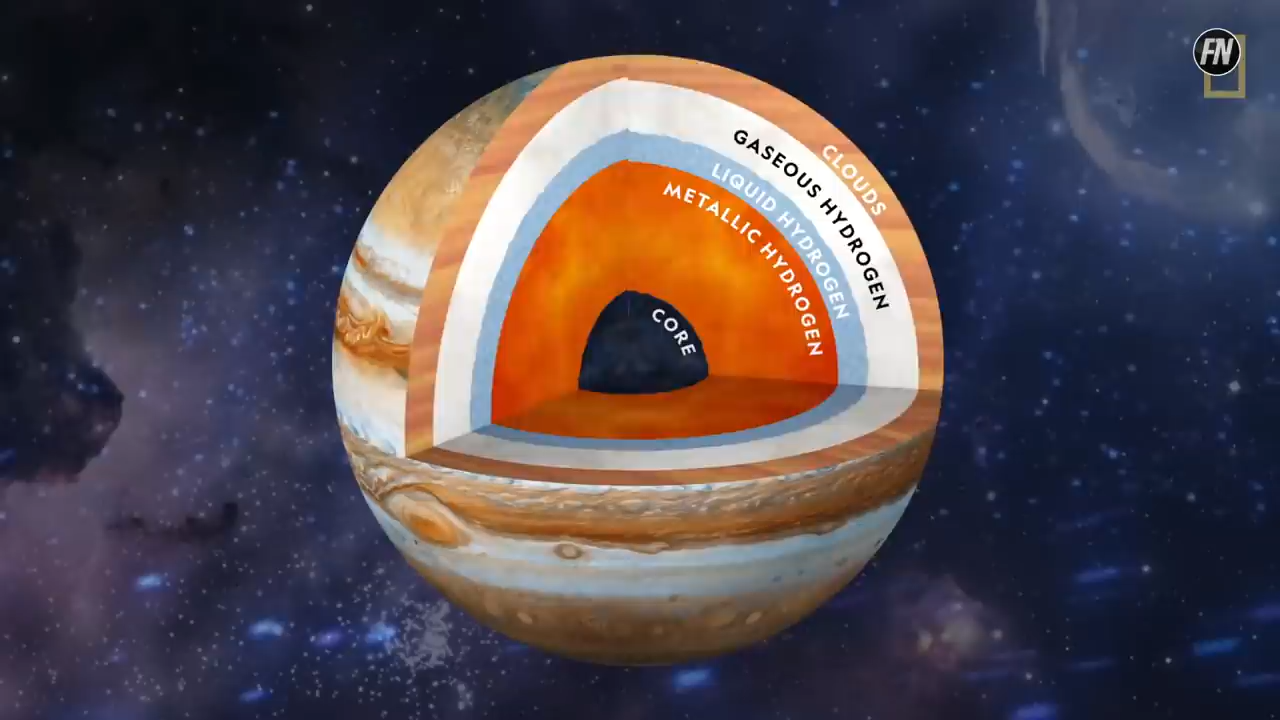 FN
CLOUDS
GASEOUS HYDROGEN
LIQUID HYDROGEN
METALLIC HYDROGEN
CORE